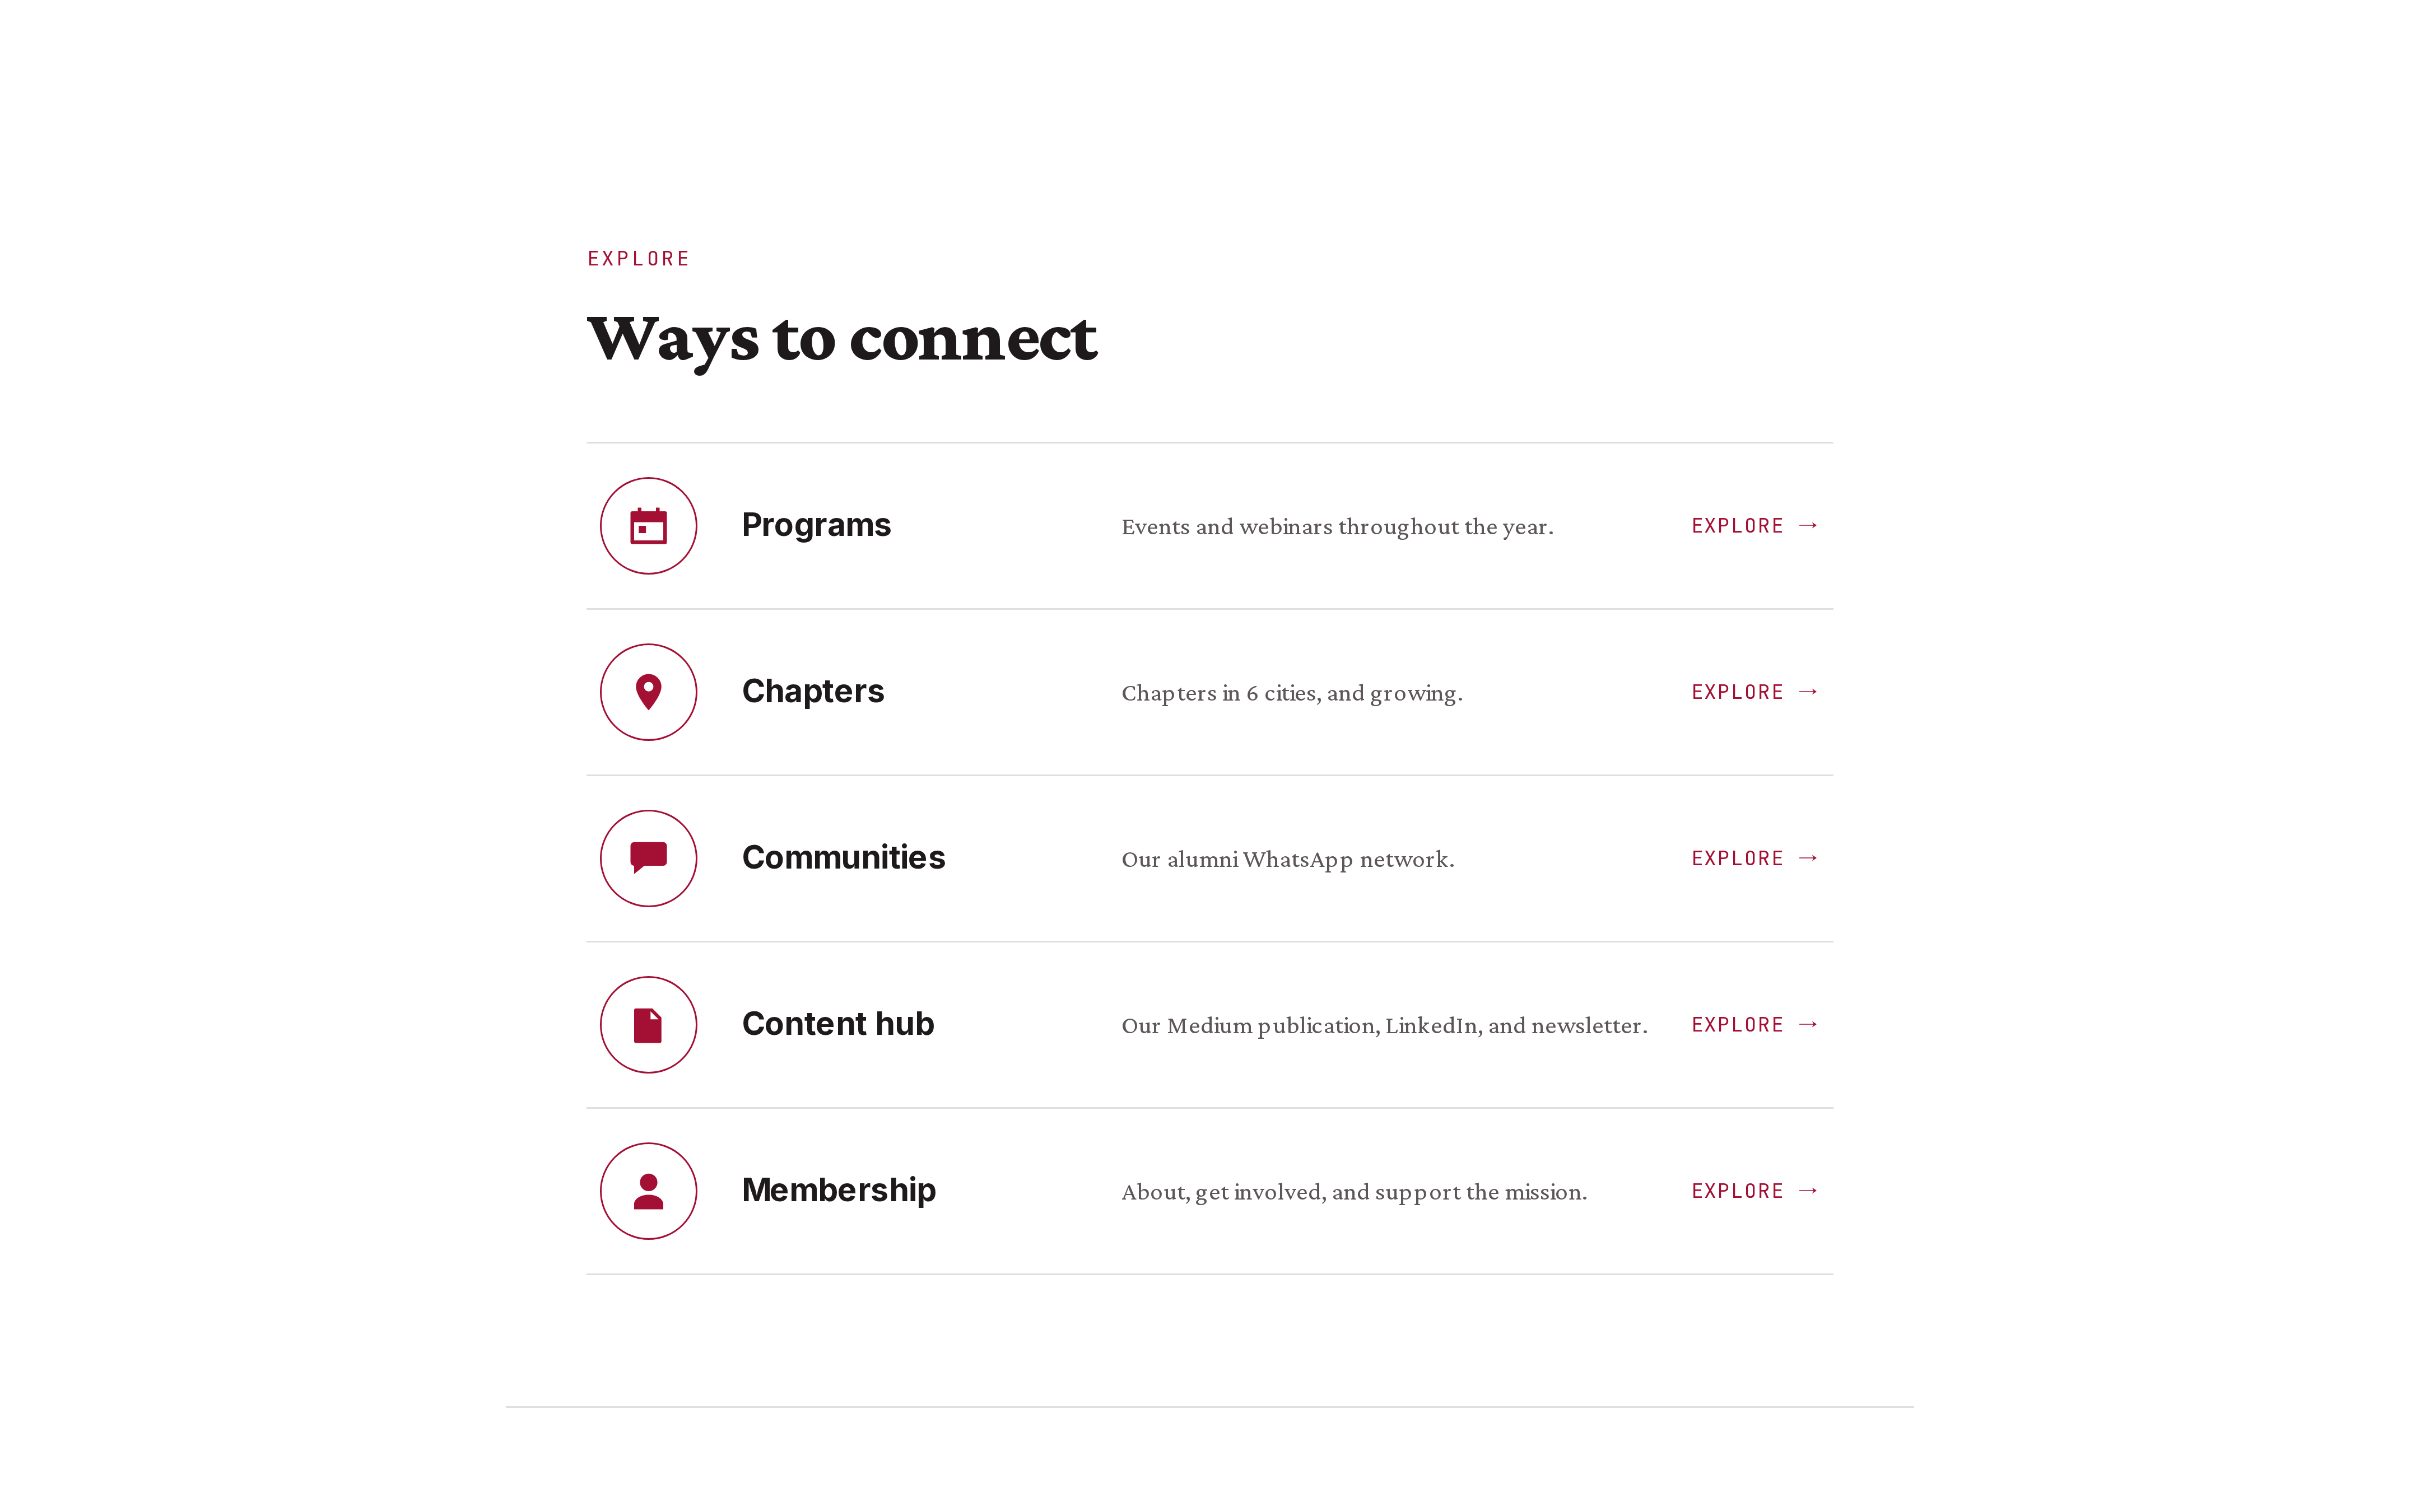 EXPLORE
Ways to connect
Programs Events and webinars throughout the year. EXPLORE →
Chapters Chapters in 6 cities, and growing. EXPLORE →
Communities Our alumni WhatsApp network. EXPLORE →
Content hub Our Medium publication, LinkedIn, and newsletter. EXPLORE →
Membership About, get involved, and support the mission. EXPLORE →